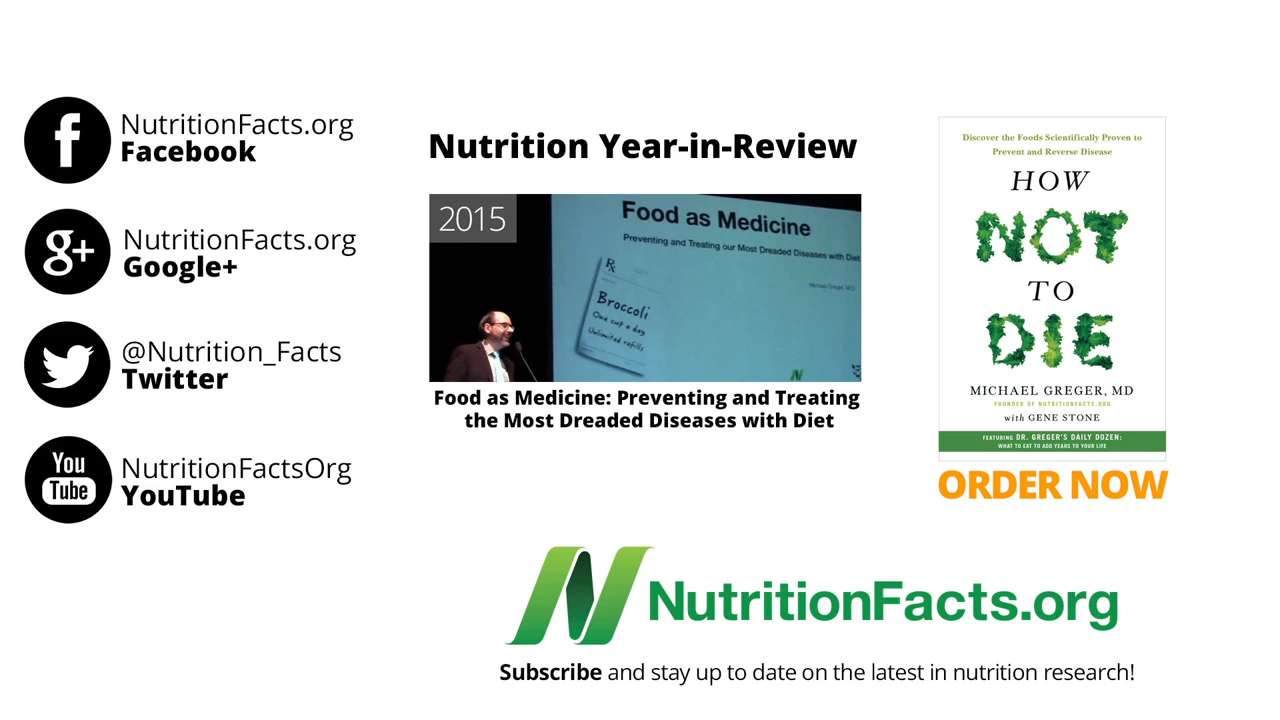 NutritionFacts.org
Facebook
NutritionFacts.org
Google+
@Nutrition_Facts
Twitter
NutritionFactsOrg
YouTube
You
Tube
f
g+
Nutrition Year-in-Review
2015
Food as Medicine
Preventing and Treating our Most Dreaded Diseases with Diet
Michael Greger, M.D.
Rx
Broccoli
One cup a day
Unlimited refills
Food as Medicine: Preventing and Treating
the Most Dreaded Diseases with Diet
Discover the Foods Scientifically Proven to
Prevent and Reverse Disease
HOW
NOT
TO
DIE
MICHAEL GREGER, MD
FOUNDER OF NUTRITIONFACTS.ORG
with GENE STONE
FEATURING DR. GREGER'S DAILY DOZEN:
WHAT TO EAT TO ADD YEARS TO YOUR LIFE
ORDER NOW
NutritionFacts.org
Subscribe and stay up to date on the latest in nutrition research!